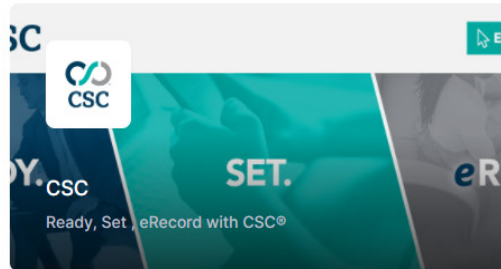 SC
E
CSC
DY.
SET.
eR
CSC
Ready, Set , eRecord with CSC®